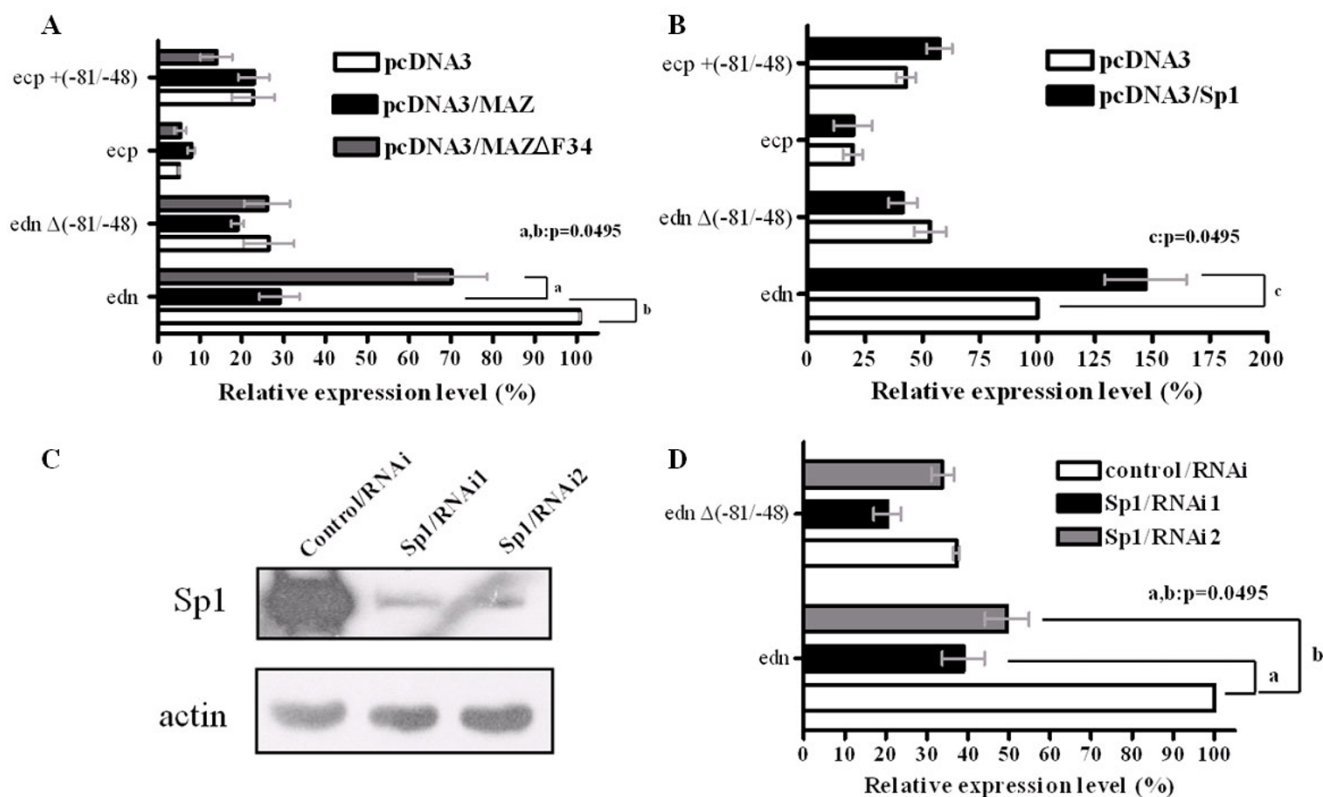 A
ecp +(-81/-48)
ecp
edn Δ(-81/-48)
edn
pcDNA3
pcDNA3/MAZ
pcDNA3/MAZΔF34
a,b:p=0.0495
a
b
0 10 20 30 40 50 60 70 80 90 100
Relative expression level (%)
B
ecp +(-81/-48)
ecp
edn Δ(-81/-48)
edn
pcDNA3
pcDNA3/Sp1
c:p=0.0495
c
0 25 50 75 100 125 150 175 200
Relative expression level (%)
C
Control/RNAi
Sp1/RNAi1
Sp1/RNAi2
Sp1
actin
D
edn Δ(-81/-48)
edn
control/RNAi
Sp1/RNAi1
Sp1/RNAi2
a,b:p=0.0495
a
b
0 10 20 30 40 50 60 70 80 90 100
Relative expression level (%)